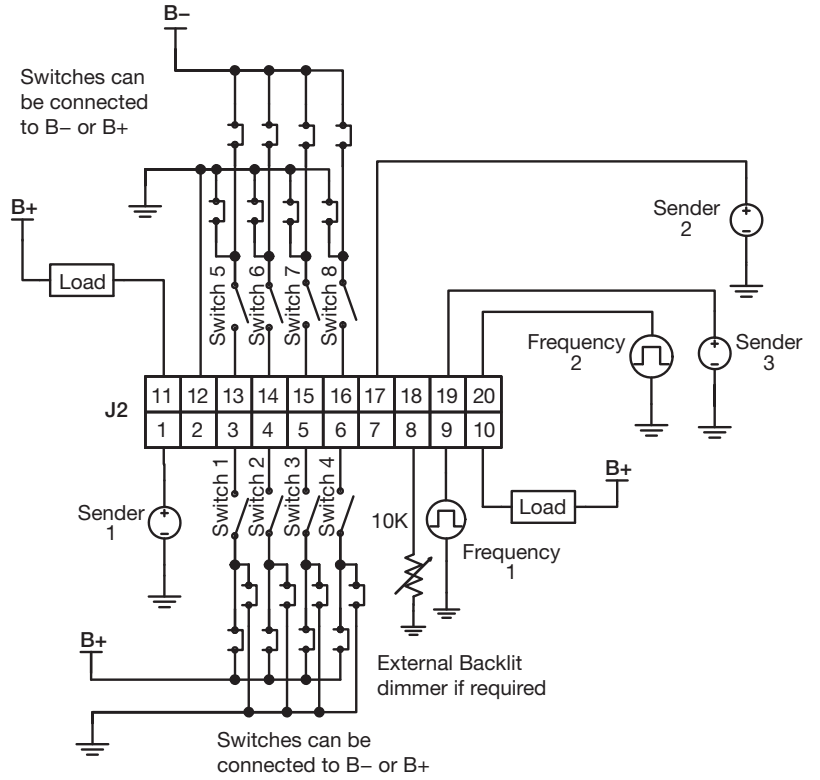 B–
Switches can
be connected
to B– or B+
B+
Load
Switch 5
Switch 6
Switch 7
Switch 8
Sender
2
Frequency
2
Sender
3
J2
11 12 13 14 15 16 17 18 19 20
1 2 3 4 5 6 7 8 9 10
Sender
1
Switch 1
Switch 2
Switch 3
Switch 4
10K
Frequency
1
B+
Load
B+
External Backlit
dimmer if required
Switches can be
connected to B– or B+